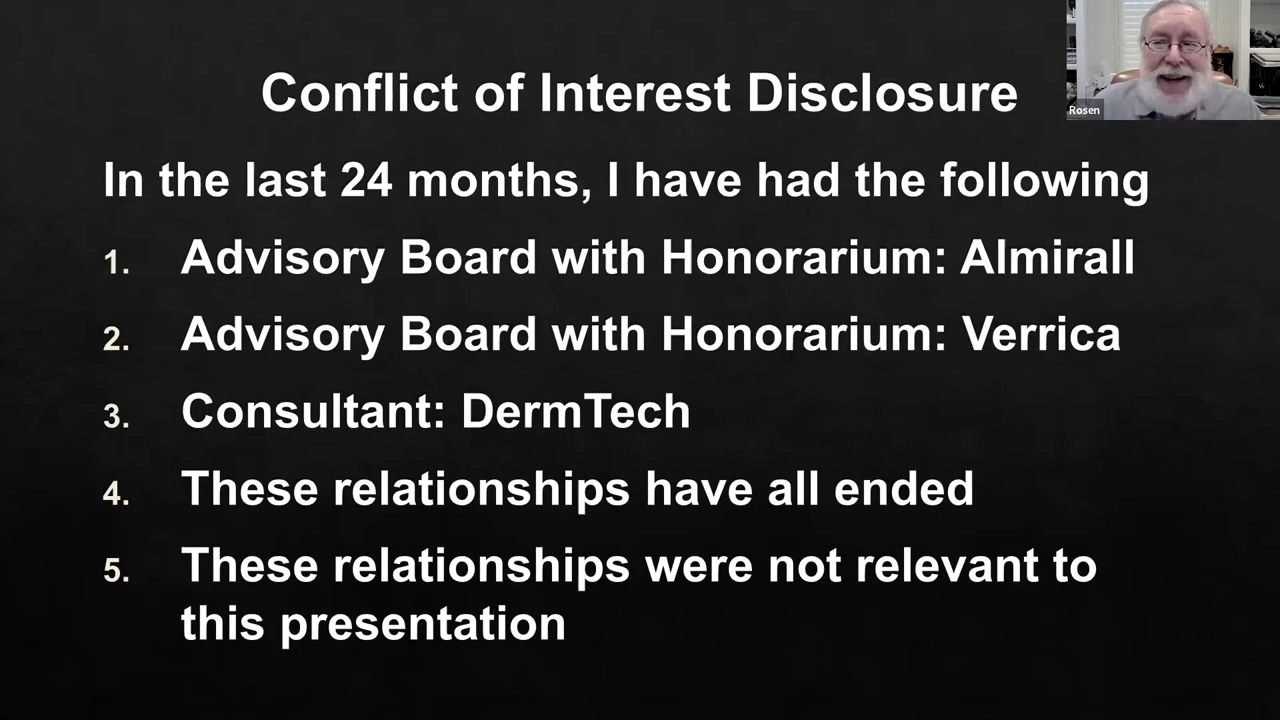 Conflict of Interest Disclosure
Rosen
In the last 24 months, I have had the following
1. Advisory Board with Honorarium: Almirall
2. Advisory Board with Honorarium: Verrica
3. Consultant: DermTech
4. These relationships have all ended
5. These relationships were not relevant to
this presentation